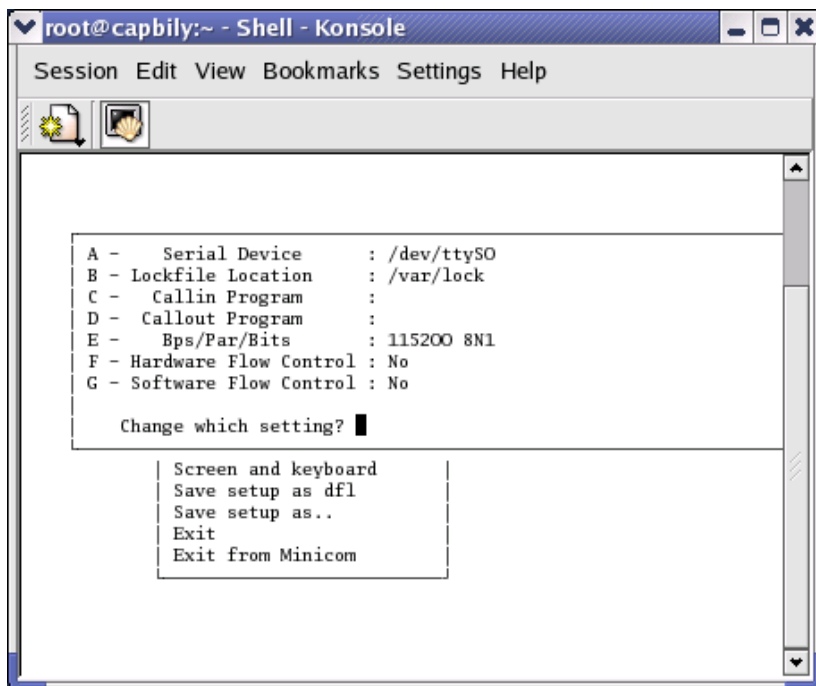 root@capbily:~ - Shell - Konsole
Session Edit View Bookmarks Settings Help
A - Serial Device : /dev/ttyS0
B - Lockfile Location : /var/lock
C - Callin Program :
D - Callout Program :
E - Bps/Par/Bits : 115200 8N1
F - Hardware Flow Control : No
G - Software Flow Control : No
Change which setting?
Screen and keyboard
Save setup as dfl
Save setup as..
Exit
Exit from Minicom